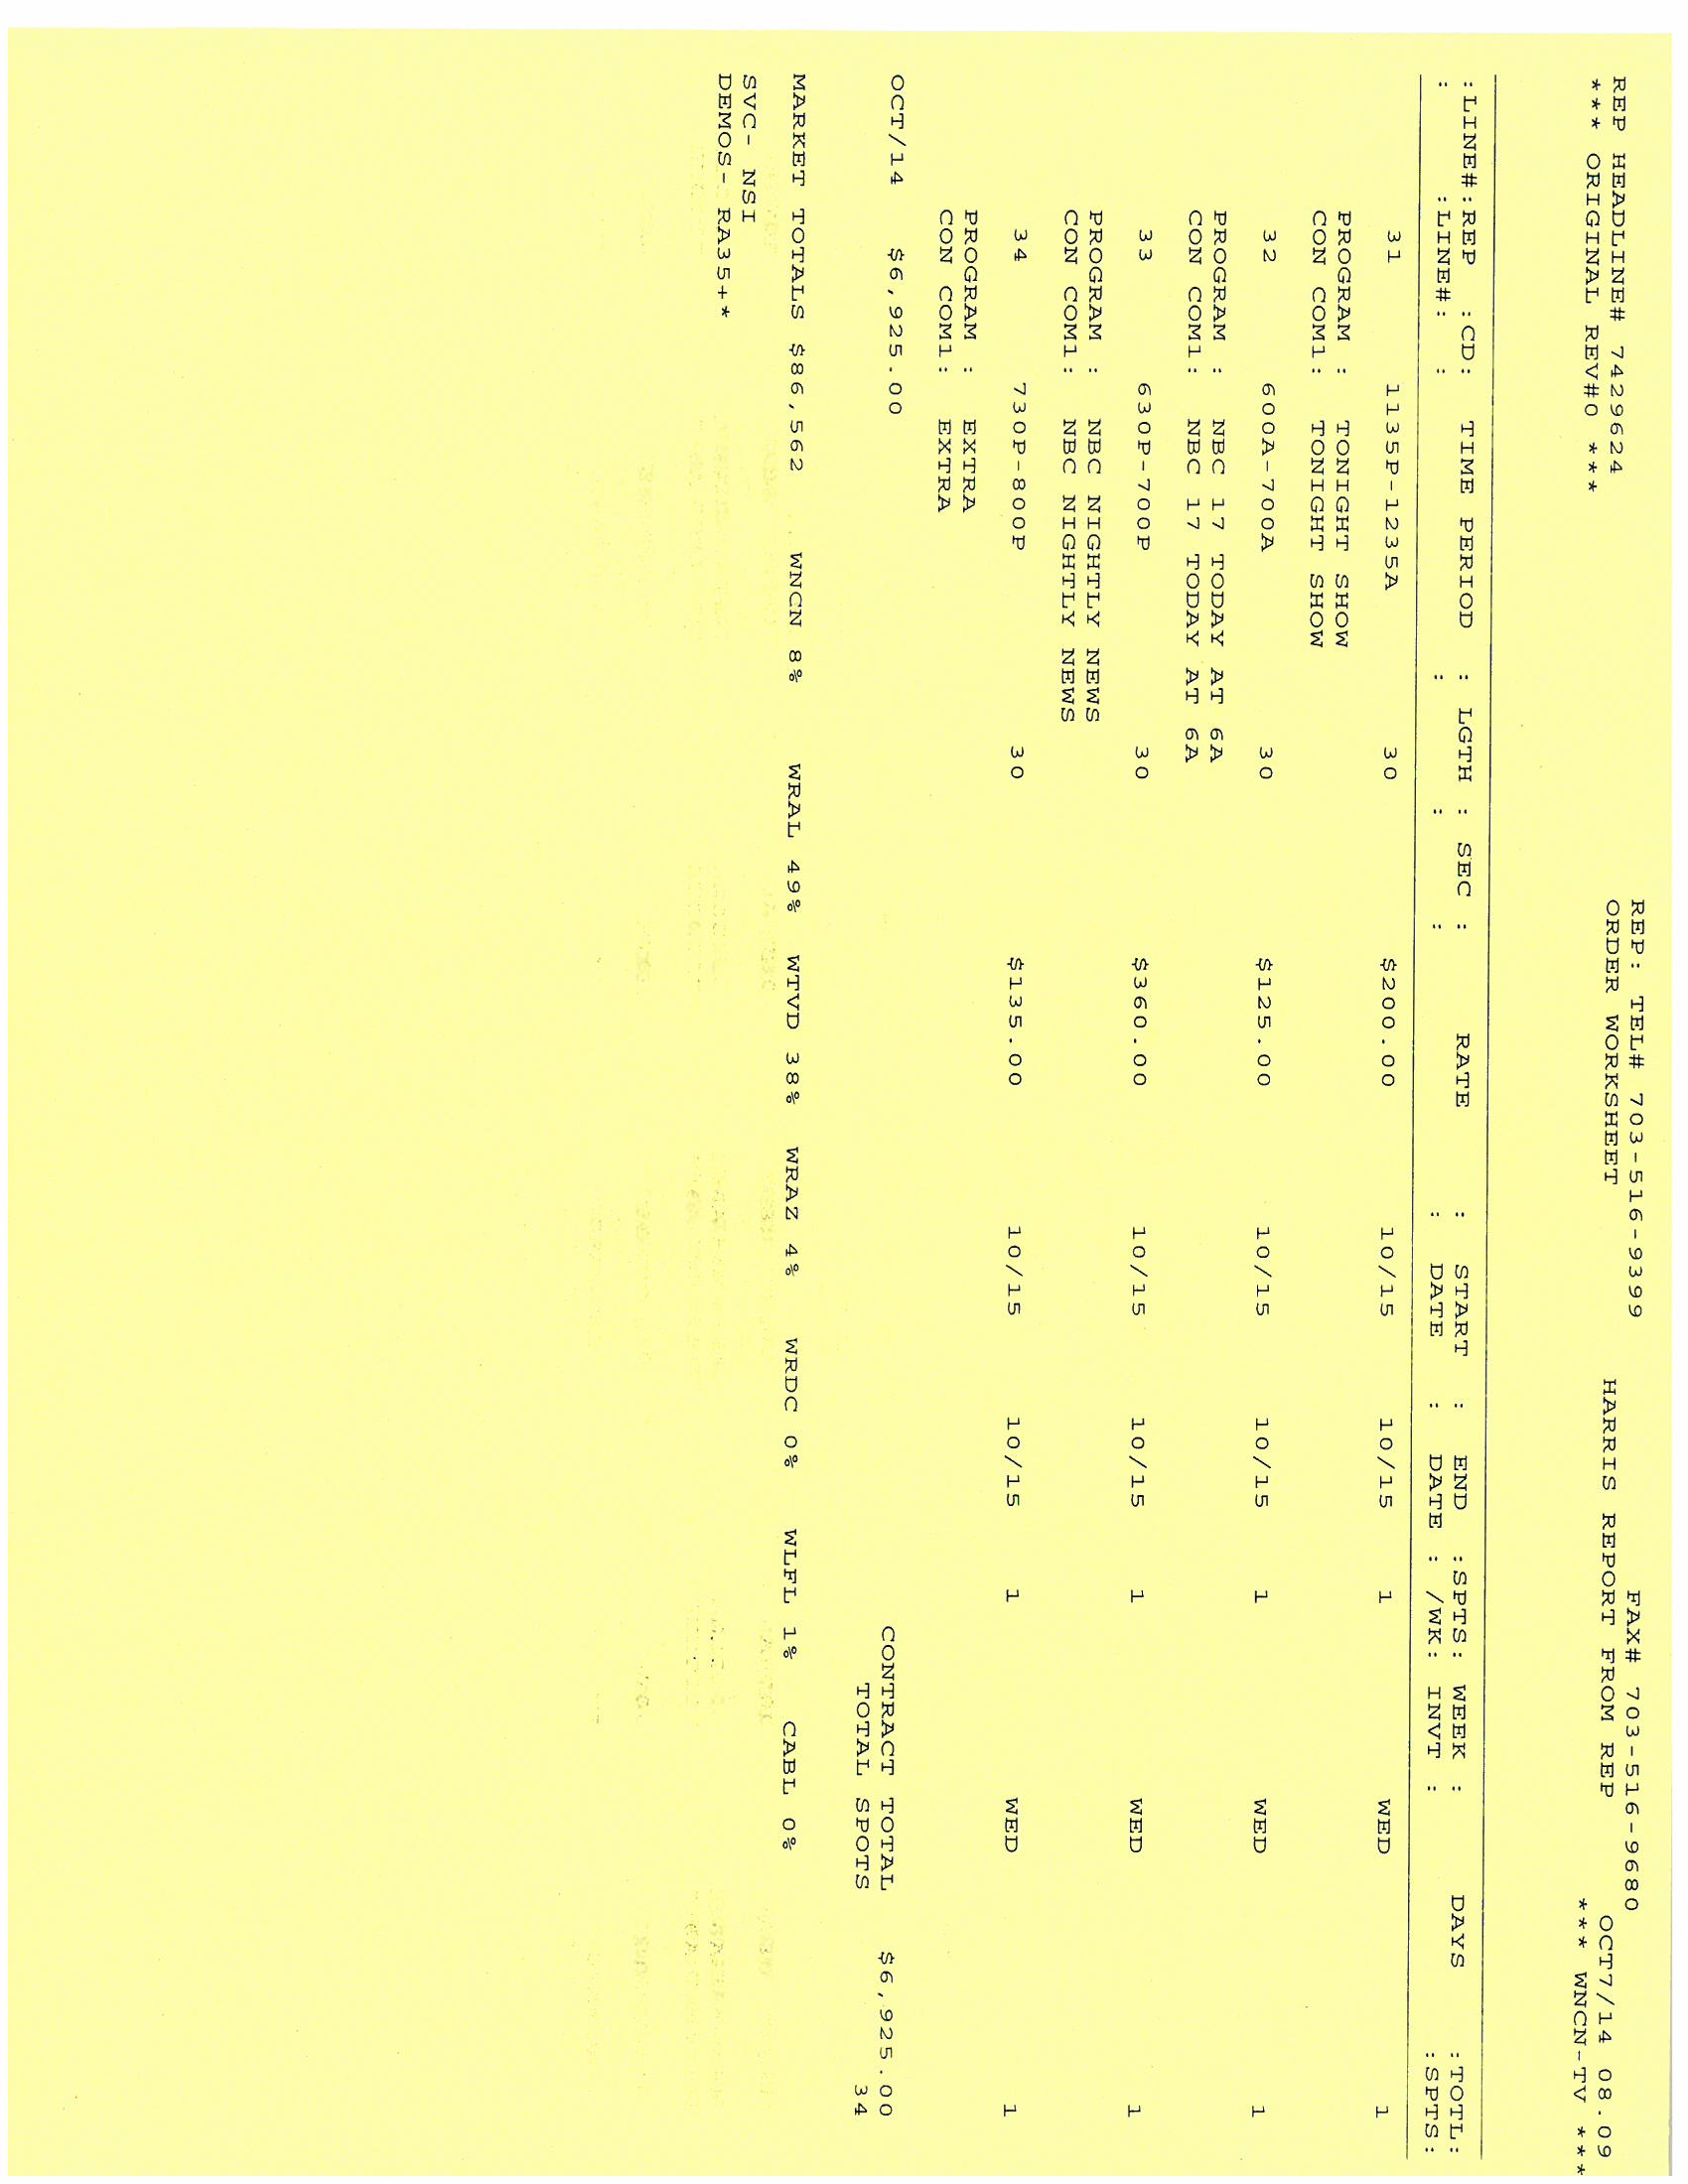 REP: TEL# 703-516-9399 FAX# 703-516-9680
REP HEADLINE# 7429624 ORDER WORKSHEET HARRIS REPORT FROM REP OCT7/14 08.09
*** ORIGINAL REV#0 *** *** WNCN-TV ***
:LINE#:REP :CD: TIME PERIOD : LGTH : SEC : RATE : START : END :SPTS: WEEK : DAYS :TOTL:
: :LINE#: : : : : : DATE : DATE : /WK: INVT : :SPTS:
31 1135P-1235A 30 $200.00 10/15 10/15 1 WED 1
PROGRAM : TONIGHT SHOW
CON COM1: TONIGHT SHOW
32 600A-700A 30 $125.00 10/15 10/15 1 WED 1
PROGRAM : NBC 17 TODAY AT 6A
CON COM1: NBC 17 TODAY AT 6A
33 630P-700P 30 $360.00 10/15 10/15 1 WED 1
PROGRAM : NBC NIGHTLY NEWS
CON COM1: NBC NIGHTLY NEWS
34 730P-800P 30 $135.00 10/15 10/15 1 WED 1
PROGRAM : EXTRA
CON COM1: EXTRA
OCT/14 $6,925.00 CONTRACT TOTAL $6,925.00
TOTAL SPOTS 34
MARKET TOTALS $86,562 WNCN 8% WRAL 49% WTVD 38% WRAZ 4% WRDC 0% WLFL 1% CABL 0%
SVC- NSI
DEMOS- RA35+*